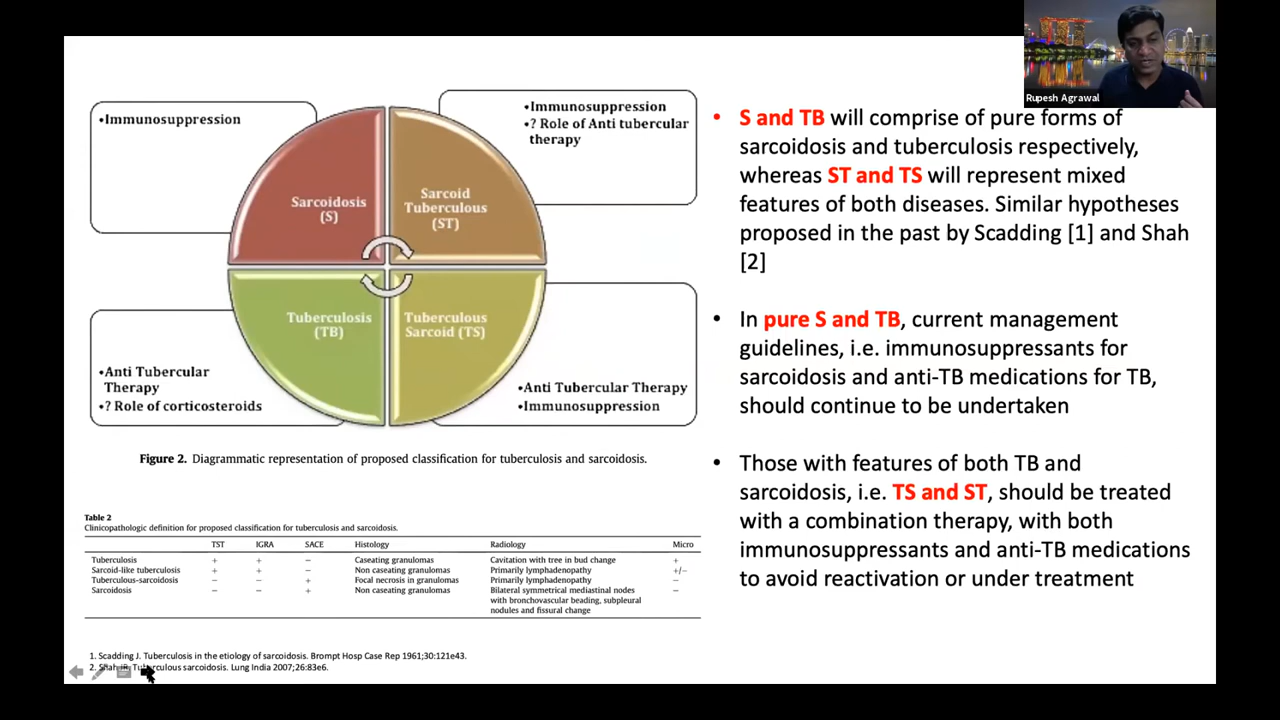 Rupesh Agrawal
•Immunosuppression
•Immunosuppression
•? Role of Anti tubercular
therapy
Sarcoidosis
(S)
Sarcoid
Tuberculous
(ST)
Tuberculosis
(TB)
Tuberculous
Sarcoid (TS)
•Anti Tubercular
Therapy
•? Role of corticosteroids
•Anti Tubercular Therapy
•Immunosuppression
Figure 2. Diagrammatic representation of proposed classification for tuberculosis and sarcoidosis.
Table 2
Clinicopathologic definition for proposed classification for tuberculosis and sarcoidosis.
TST IGRA SACE Histology Radiology Micro
Tuberculosis + + − Caseating granulomas Cavitation with tree in bud change +
Sarcoid-like tuberculosis + + − Non caseating granulomas Primarily lymphadenopathy +/−
Tuberculous-sarcoidosis − − + Focal necrosis in granulomas Primarily lymphadenopathy −
Sarcoidosis − − + Non caseating granulomas Bilateral symmetrical mediastinal nodes −
with bronchovascular beading, subpleural
nodules and fissural change
1. Scadding J. Tuberculosis in the etiology of sarcoidosis. Brompt Hosp Case Rep 1961;30:121e43.
2. Shah Tuberculous sarcoidosis. Lung India 2007;26:83e6.
• S and TB will comprise of pure forms of
sarcoidosis and tuberculosis respectively,
whereas ST and TS will represent mixed
features of both diseases. Similar hypotheses
proposed in the past by Scadding [1] and Shah
[2]
• In pure S and TB, current management
guidelines, i.e. immunosuppressants for
sarcoidosis and anti-TB medications for TB,
should continue to be undertaken
• Those with features of both TB and
sarcoidosis, i.e. TS and ST, should be treated
with a combination therapy, with both
immunosuppressants and anti-TB medications
to avoid reactivation or under treatment